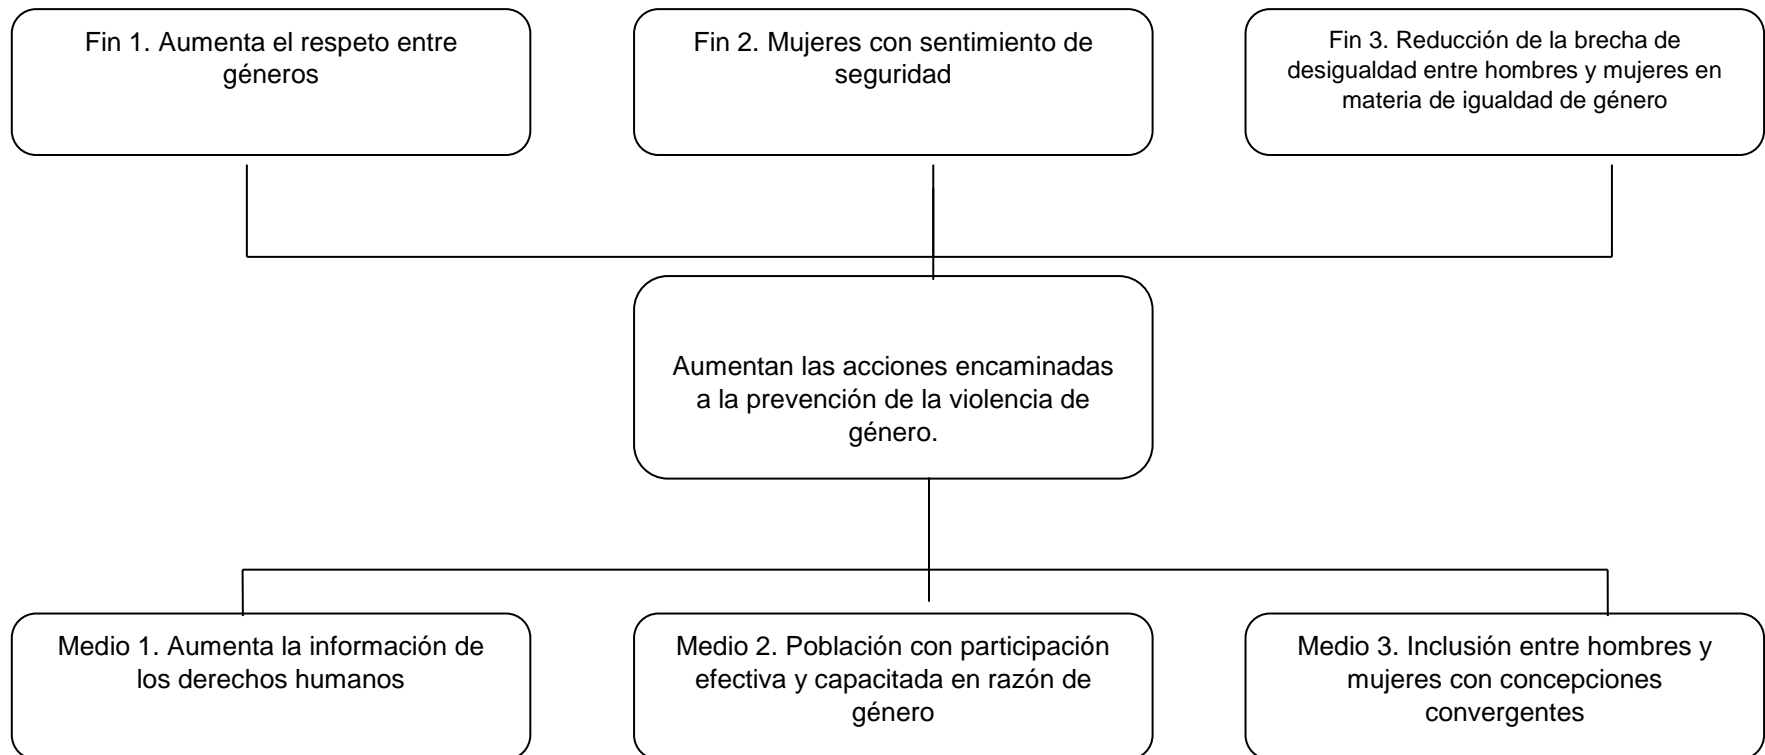 Fin 1. Aumenta el respeto entre
géneros
Fin 2. Mujeres con sentimiento de
seguridad
Fin 3. Reducción de la brecha de
desigualdad entre hombres y mujeres en
materia de igualdad de género
Aumentan las acciones encaminadas
a la prevención de la violencia de
género.
Medio 1. Aumenta la información de
los derechos humanos
Medio 2. Población con participación
efectiva y capacitada en razón de
género
Medio 3. Inclusión entre hombres y
mujeres con concepciones
convergentes